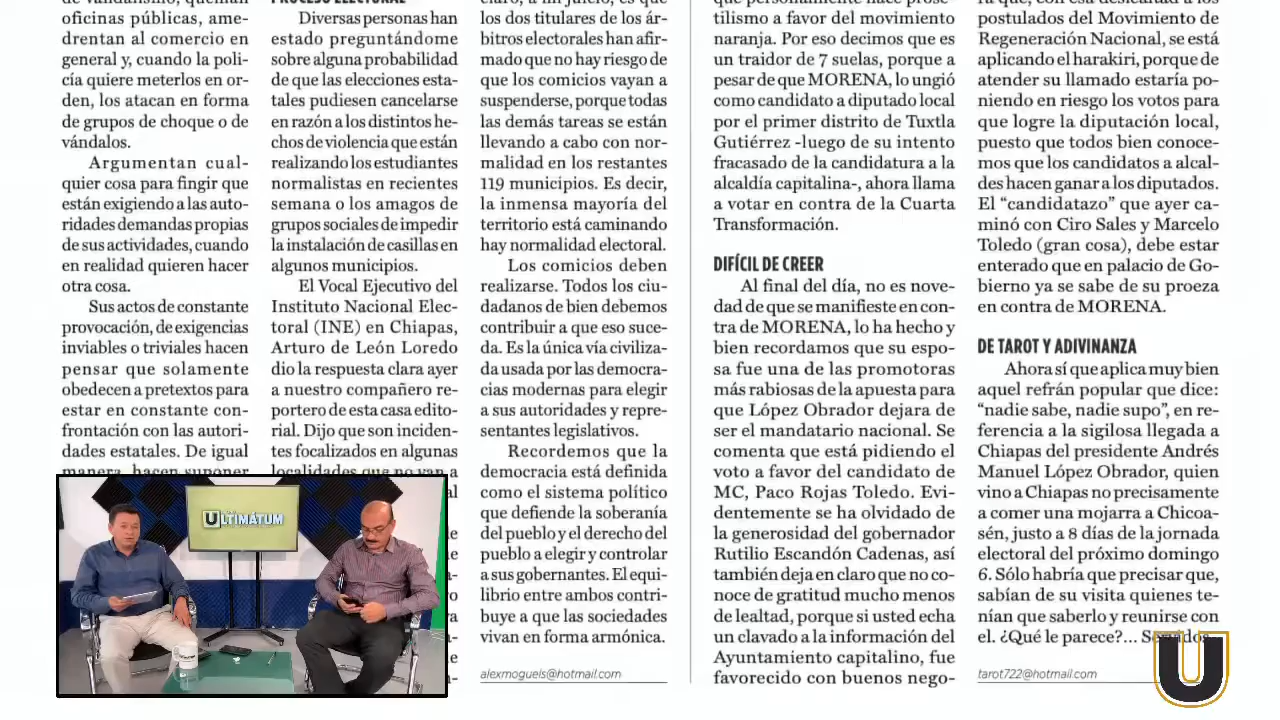 de vandalismo, queman
oficinas públicas, ame-
drentan al comercio en
general y, cuando la poli-
cía quiere meterlos en or-
den, los atacan en forma
de grupos de choque o de
vándalos.
Argumentan cual-
quier cosa para fingir que
están exigiendo a las auto-
ridades demandas propias
de sus actividades, cuando
en realidad quieren hacer
otra cosa.
Sus actos de constante
provocación, de exigencias
inviables o triviales hacen
pensar que solamente
obedecen a pretextos para
estar en constante con-
frontación con las autori-
dades estatales. De igual
manera, hacen suponer
PROCESO ELECTORAL
Diversas personas han
estado preguntándome
sobre alguna probabilidad
de que las elecciones esta-
tales pudiesen cancelarse
en razón a los distintos he-
chos de violencia que están
realizando los estudiantes
normalistas en recientes
semana o los amagos de
grupos sociales de impedir
la instalación de casillas en
algunos municipios.
El Vocal Ejecutivo del
Instituto Nacional Elec-
toral (INE) en Chiapas,
Arturo de León Loredo
dio la respuesta clara ayer
a nuestro compañero re-
portero de esta casa edito-
rial. Dijo que son inciden-
tes focalizados en algunas
localidades que no van a
claro, a mi juicio, es que
los dos titulares de los ár-
bitros electorales han afir-
mado que no hay riesgo de
que los comicios vayan a
suspenderse, porque todas
las demás tareas se están
llevando a cabo con nor-
malidad en los restantes
119 municipios. Es decir,
la inmensa mayoría del
territorio está caminando
hay normalidad electoral.
Los comicios deben
realizarse. Todos los ciu-
dadanos de bien debemos
contribuir a que eso suce-
da. Es la única vía civiliza-
da usada por las democra-
cias modernas para elegir
a sus autoridades y repre-
sentantes legislativos.
Recordemos que la
democracia está definida
como el sistema político
que defiende la soberanía
del pueblo y el derecho del
pueblo a elegir y controlar
a sus gobernantes. El equi-
librio entre ambos contri-
buye a que las sociedades
vivan en forma armónica.
alexmoguels@hotmail.com
que personalmente hace prose-
tilismo a favor del movimiento
naranja. Por eso decimos que es
un traidor de 7 suelas, porque a
pesar de que MORENA, lo ungió
como candidato a diputado local
por el primer distrito de Tuxtla
Gutiérrez -luego de su intento
fracasado de la candidatura a la
alcaldía capitalina-, ahora llama
a votar en contra de la Cuarta
Transformación.
DIFÍCIL DE CREER
Al final del día, no es nove-
dad de que se manifieste en con-
tra de MORENA, lo ha hecho y
bien recordamos que su espo-
sa fue una de las promotoras
más rabiosas de la apuesta para
que López Obrador dejara de
ser el mandatario nacional. Se
comenta que está pidiendo el
voto a favor del candidato de
MC, Paco Rojas Toledo. Evi-
dentemente se ha olvidado de
la generosidad del gobernador
Rutilio Escandón Cadenas, así
también deja en claro que no co-
noce de gratitud mucho menos
de lealtad, porque si usted echa
un clavado a la información del
Ayuntamiento capitalino, fue
favorecido con buenos nego-
ra que, con esa deslealtad a los
postulados del Movimiento de
Regeneración Nacional, se está
aplicando el harakiri, porque de
atender su llamado estaría po-
niendo en riesgo los votos para
que logre la diputación local,
puesto que todos bien conoce-
mos que los candidatos a alcal-
des hacen ganar a los diputados.
El “candidatazo” que ayer ca-
minó con Ciro Sales y Marcelo
Toledo (gran cosa), debe estar
enterado que en palacio de Go-
bierno ya se sabe de su proeza
en contra de MORENA.
DE TAROT Y ADIVINANZA
Ahora sí que aplica muy bien
aquel refrán popular que dice:
“nadie sabe, nadie supo”, en re-
ferencia a la sigilosa llegada a
Chiapas del presidente Andrés
Manuel López Obrador, quien
vino a Chiapas no precisamente
a comer una mojarra a Chicoa-
sén, justo a 8 días de la jornada
electoral del próximo domingo
6. Sólo habría que precisar que,
sabían de su visita quienes te-
nían que saberlo y reunirse con
el. ¿Qué le parece?... Servidos.
tarot722@hotmail.com
ULTIMÁTUM
U